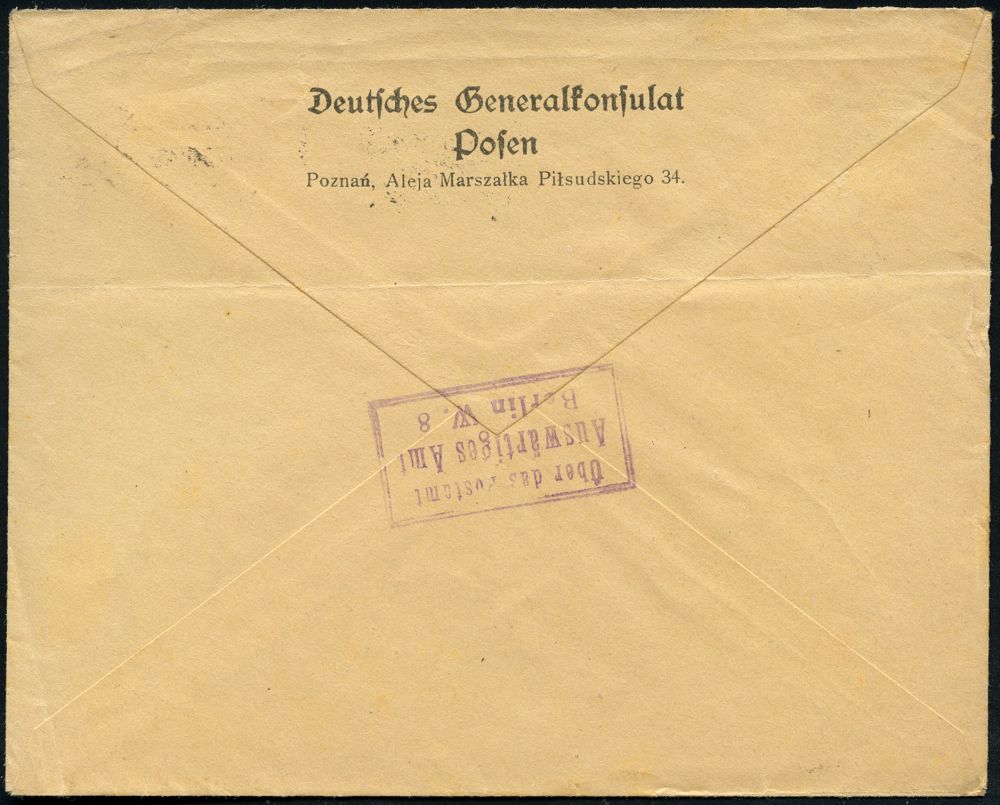 Deutsches Generalkonsulat
Posen
Poznań, Aleja Marszałka Piłsudskiego 34.
Über das Postamt
Auswärtiges Amt
Berlin W. 8